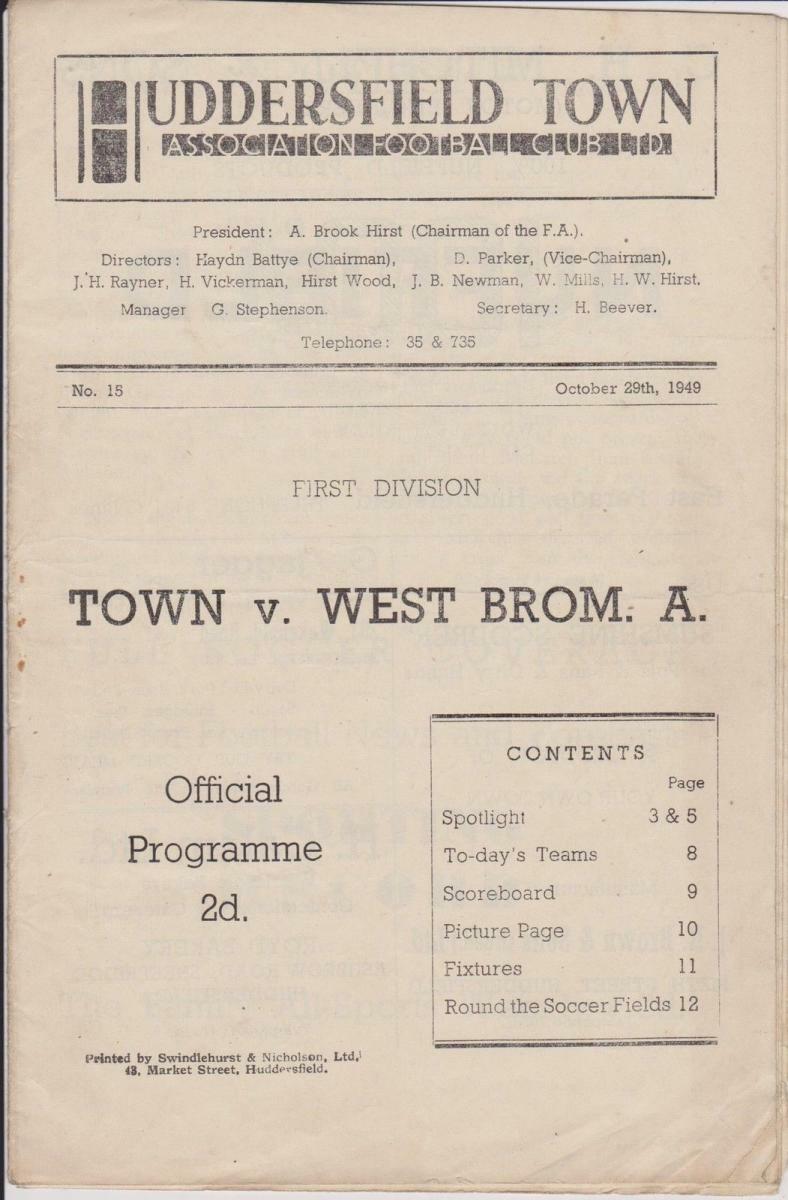 HUDDERSFIELD TOWN
ASSOCIATION FOOTBALL CLUB LTD.
President: A. Brook Hirst (Chairman of the F.A.).
Directors: Haydn Battye (Chairman), D. Parker, (Vice-Chairman),
J. H. Rayner, H. Vickerman, Hirst Wood, J. B. Newman, W. Mills, H. W. Hirst.
Manager G. Stephenson. Secretary: H. Beever.
Telephone: 35 & 735
No. 15 October 29th, 1949
FIRST DIVISION
TOWN v. WEST BROM. A.
Official
Programme
2d.
CONTENTS
Page
Spotlight 3 & 5
To-day's Teams 8
Scoreboard 9
Picture Page 10
Fixtures 11
Round the Soccer Fields 12
Printed by Swindlehurst & Nicholson, Ltd,
48, Market Street, Huddersfield.